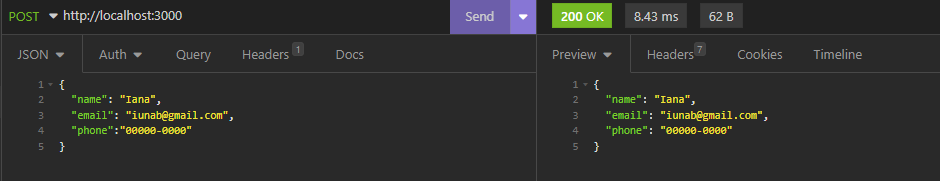 POST http://localhost:3000 Send 200 OK 8.43 ms 62 B
JSON Auth Query Headers 1 Docs Preview Headers 7 Cookies Timeline
1 {
2 "name": "Iana",
3 "email": "iunab@gmail.com",
4 "phone":"00000-0000"
5 }
1 {
2 "name": "Iana",
3 "email": "iunab@gmail.com",
4 "phone": "00000-0000"
5 }